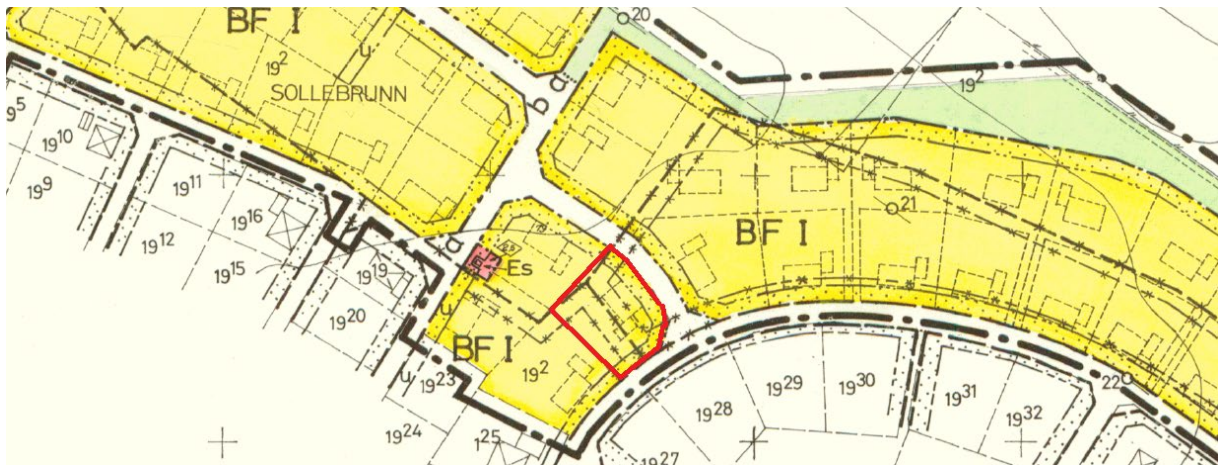 BF I
20
19²
SOLLEBRUNN
b
a
19²
u
19⁵
19¹⁰
19⁹
19¹¹
19¹⁶
19¹²
19¹⁵
19¹⁹
19²⁰
a
Es
u
BF I
21
BF I
19²
u
19²³
19²⁴
1²⁵
19²⁷
19²⁸
19²⁹
19³⁰
19³¹
19³²
22